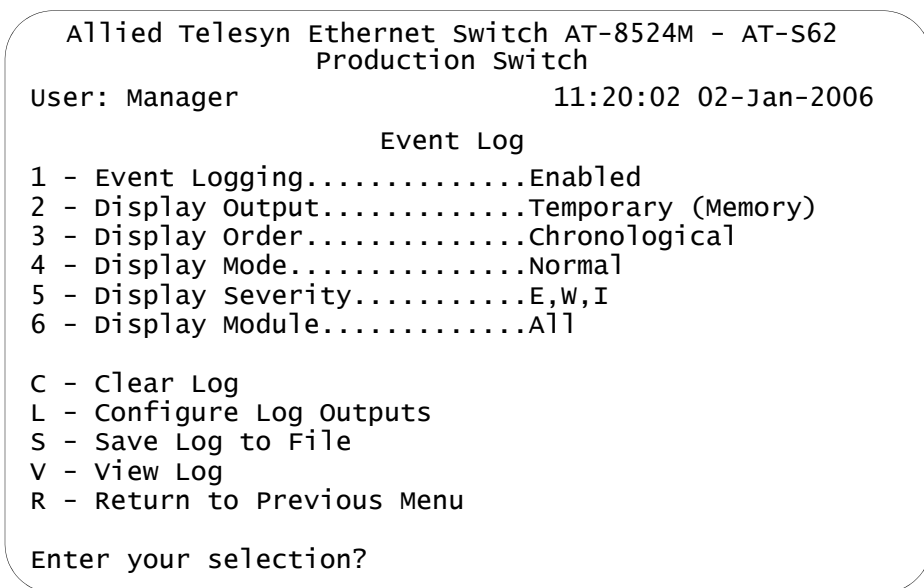 Allied Telesyn Ethernet Switch AT-8524M - AT-S62
Production Switch
User: Manager 11:20:02 02-Jan-2006
Event Log
1 - Event Logging..............Enabled
2 - Display Output.............Temporary (Memory)
3 - Display Order..............Chronological
4 - Display Mode...............Normal
5 - Display Severity...........E,W,I
6 - Display Module.............All
C - Clear Log
L - Configure Log Outputs
S - Save Log to File
V - View Log
R - Return to Previous Menu
Enter your selection?